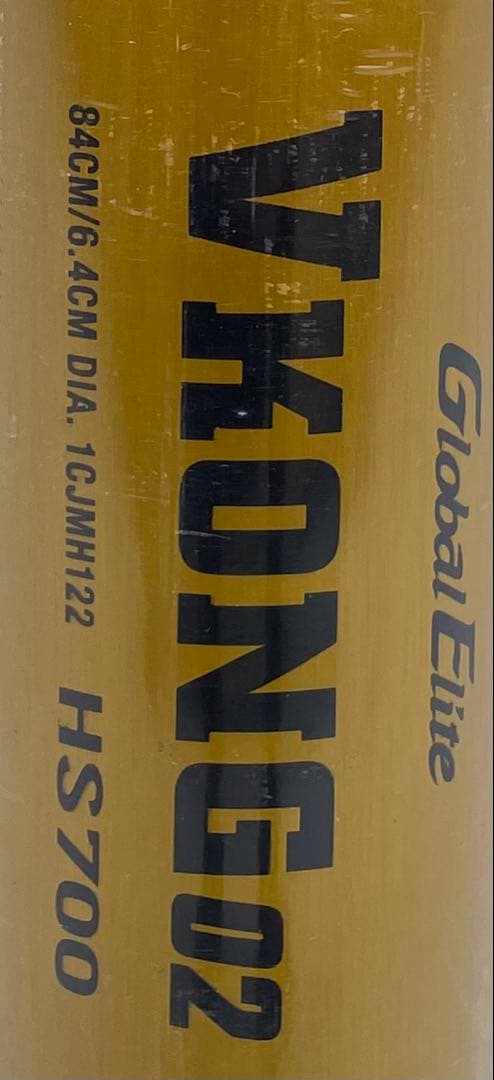 Global Elite
VKONG02
84CM/6.4CM DIA. 1CJMH122 HS700